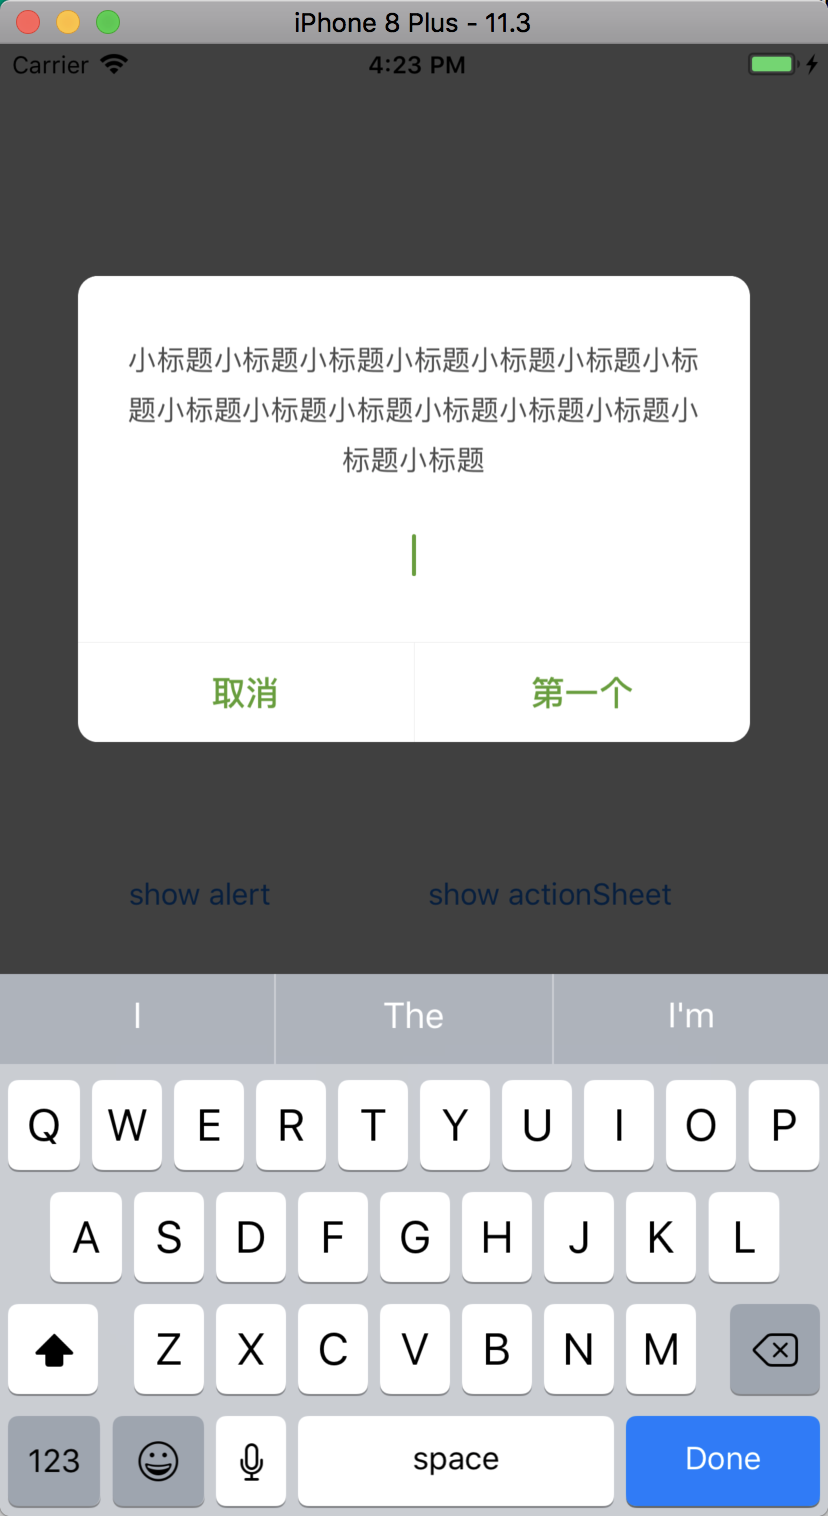 iPhone 8 Plus - 11.3
Carrier 4:23 PM
小标题小标题小标题小标题小标题小标题小标
题小标题小标题小标题小标题小标题小标题小
标题小标题
取消 第一个
show alert show actionSheet
I The I'm
Q W E R T Y U I O P
A S D F G H J K L
Z X C V B N M
123 space Done